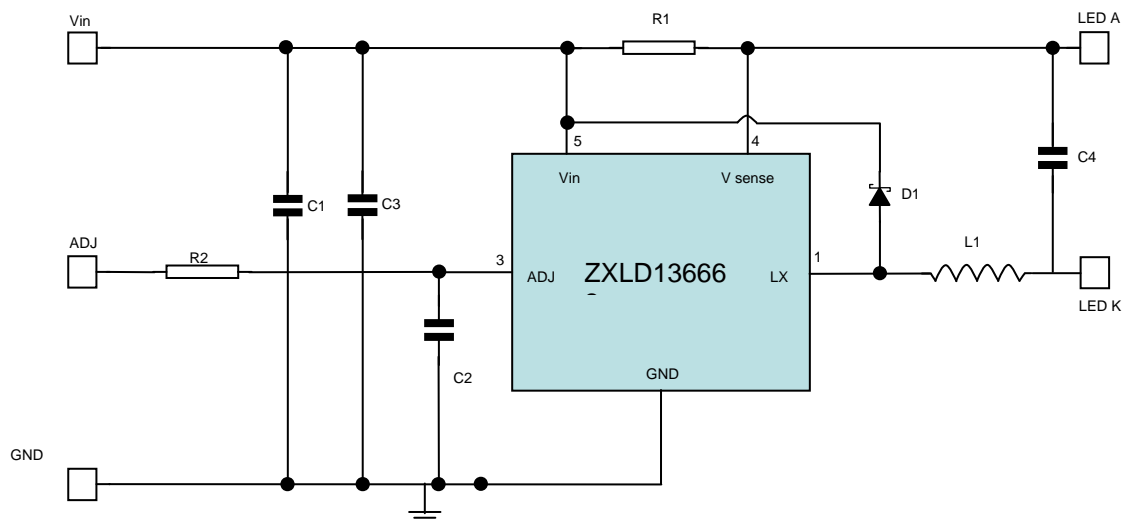 Vin
R1
LED A
5
4
Vin
V sense
C4
C1
C3
D1
ADJ
R2
3
ADJ
ZXLD13666
LX
1
L1
LED K
GND
C2
GND